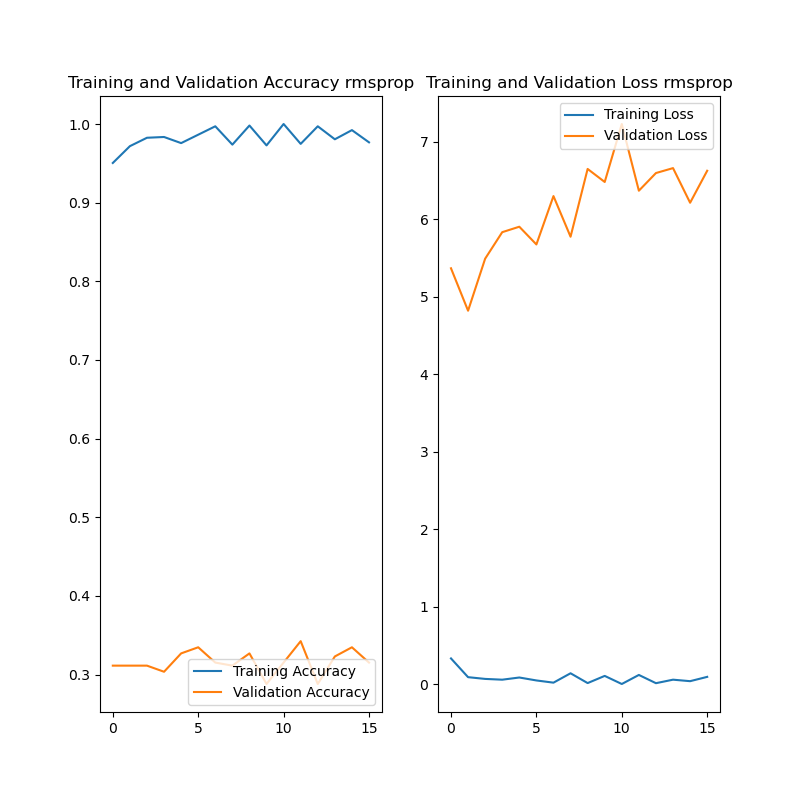 Training and Validation Accuracy rmsprop
1.0
0.9
0.8
0.7
0.6
0.5
0.4
0.3
Training Accuracy
Validation Accuracy
0 5 10 15
Training and Validation Loss rmsprop
Training Loss
Validation Loss
7
6
5
4
3
2
1
0
0 5 10 15